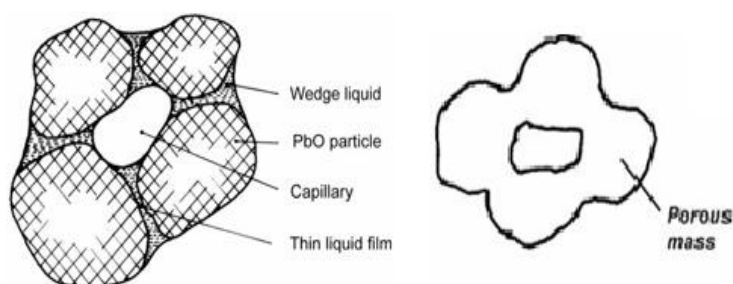 Wedge liquid
PbO particle
Capillary
Thin liquid film
Porous
mass